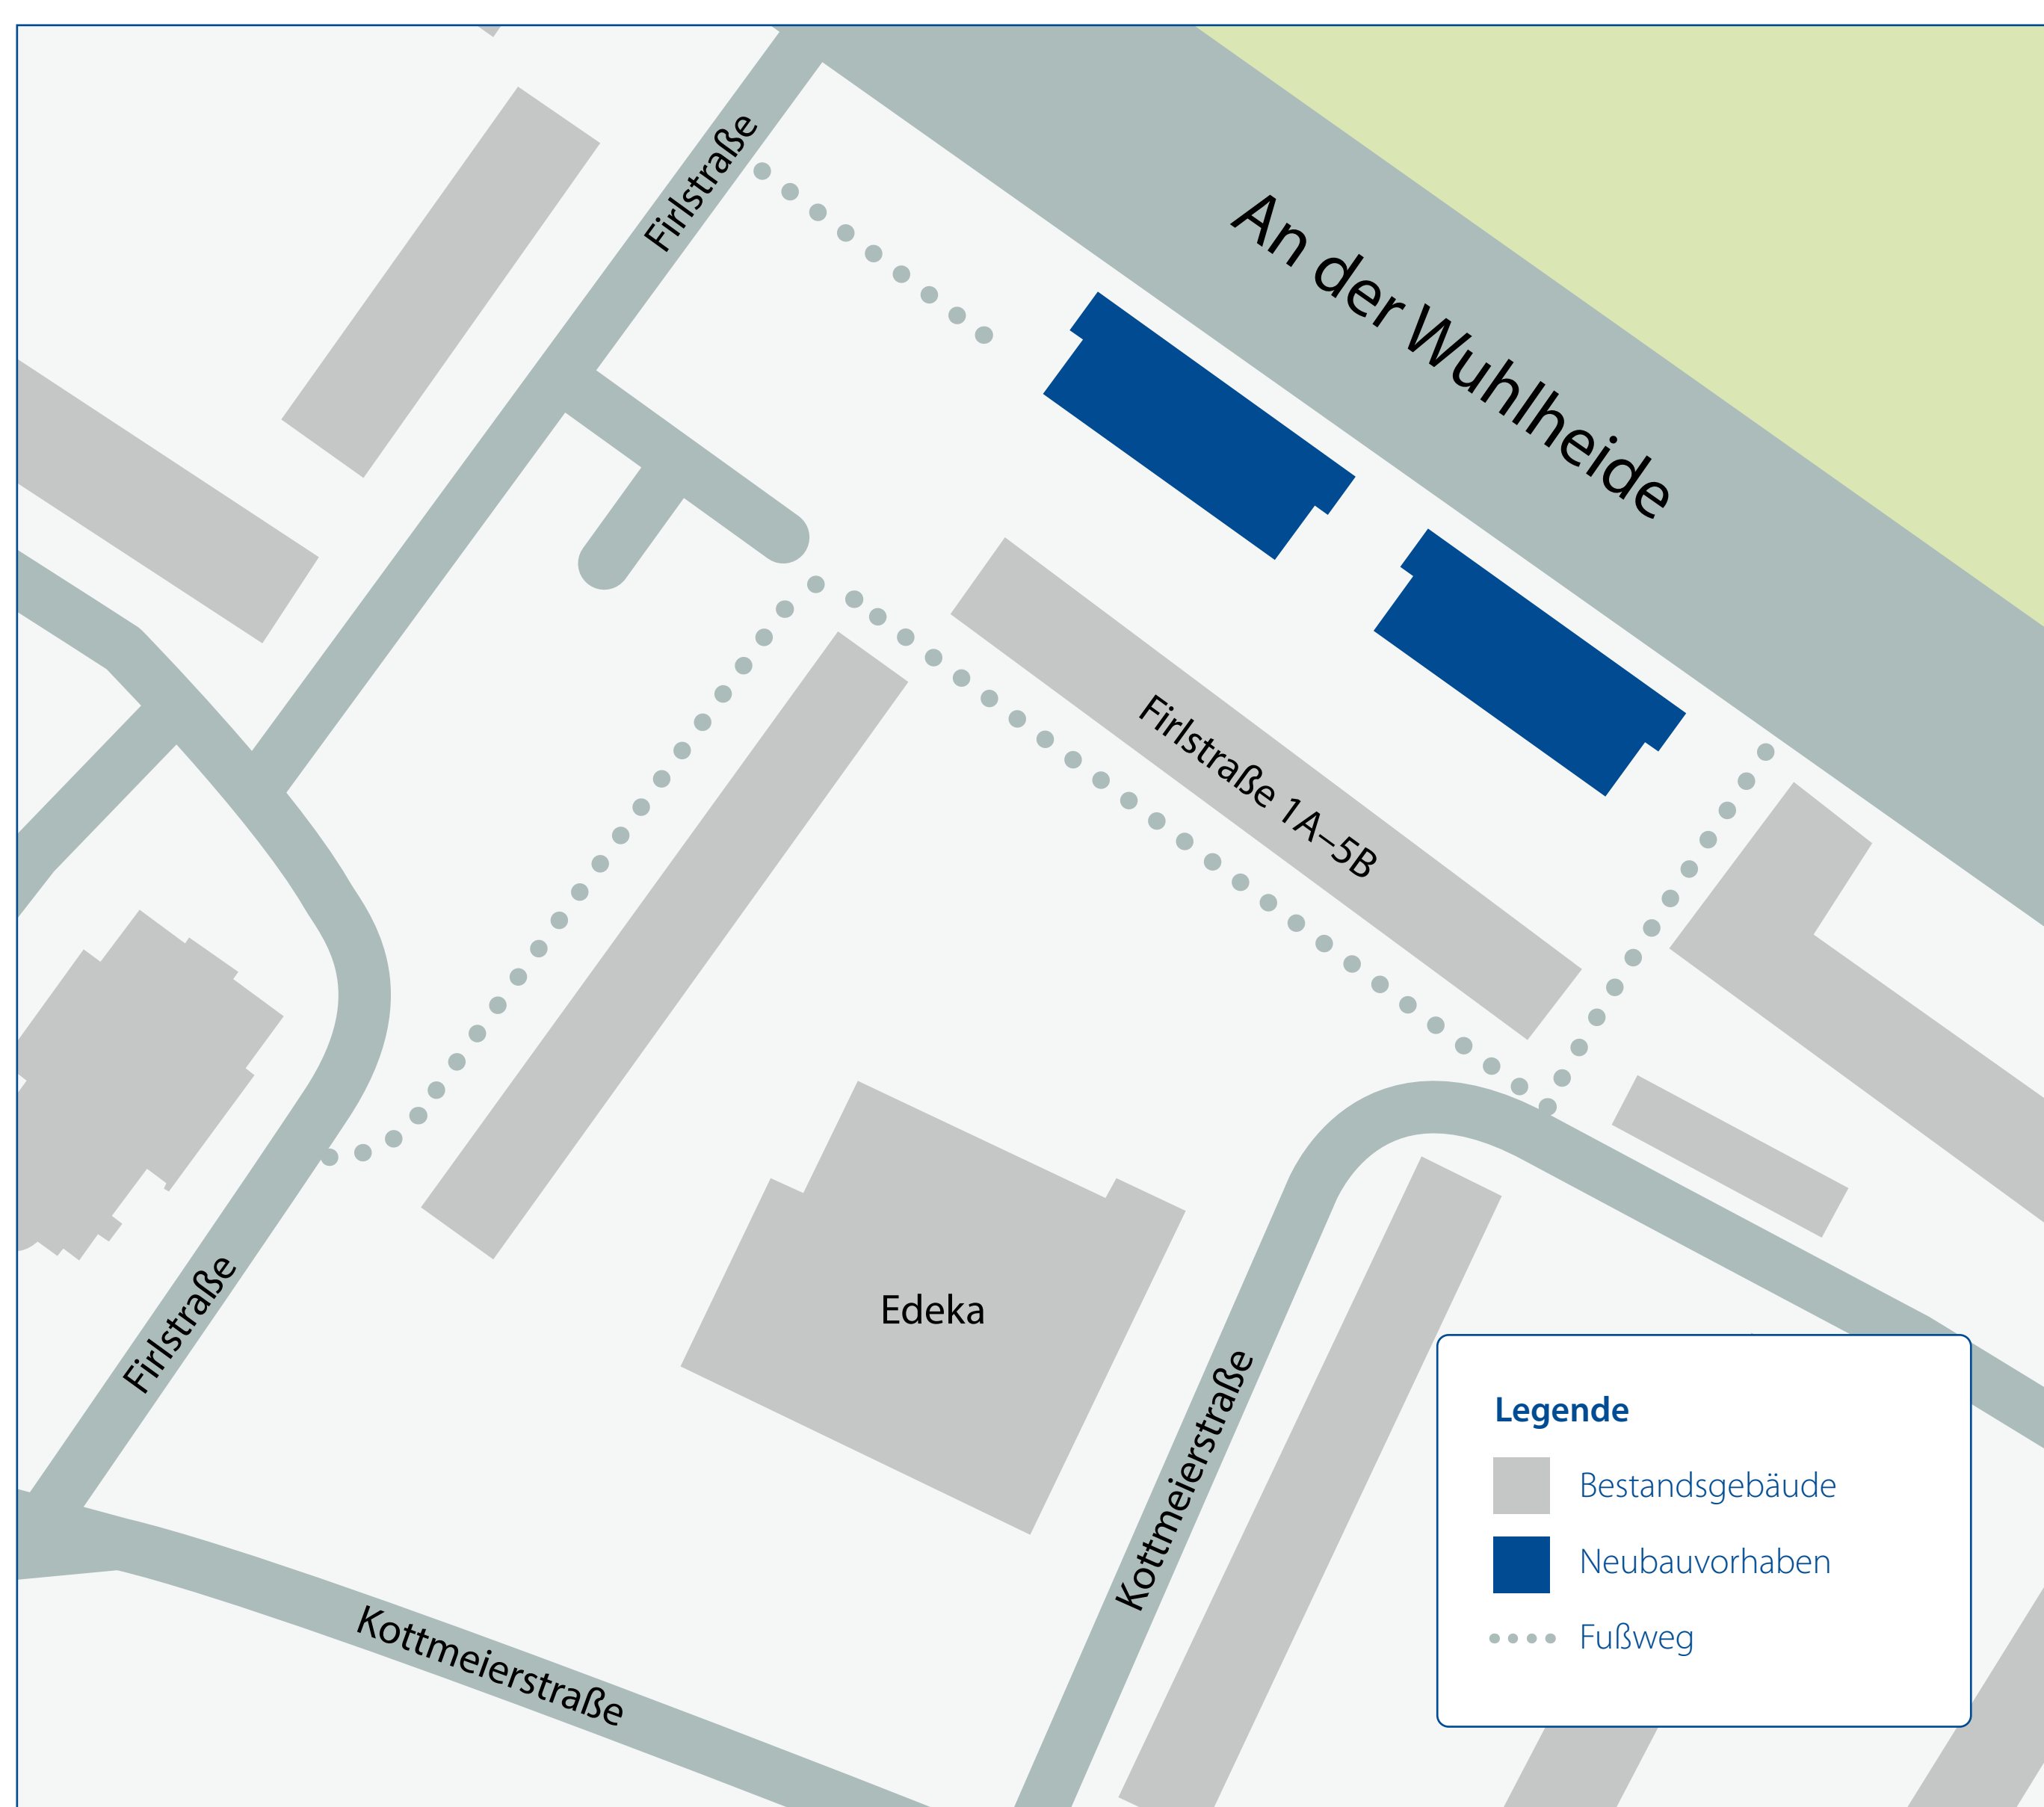 Firlstraße
An der Wuhlheide
Firlstraße 1A–5B
Edeka
Firlstraße
Kottmeierstraße
Kottmeierstraße
Legende
Bestandsgebäude
Neubauvorhaben
Fußweg